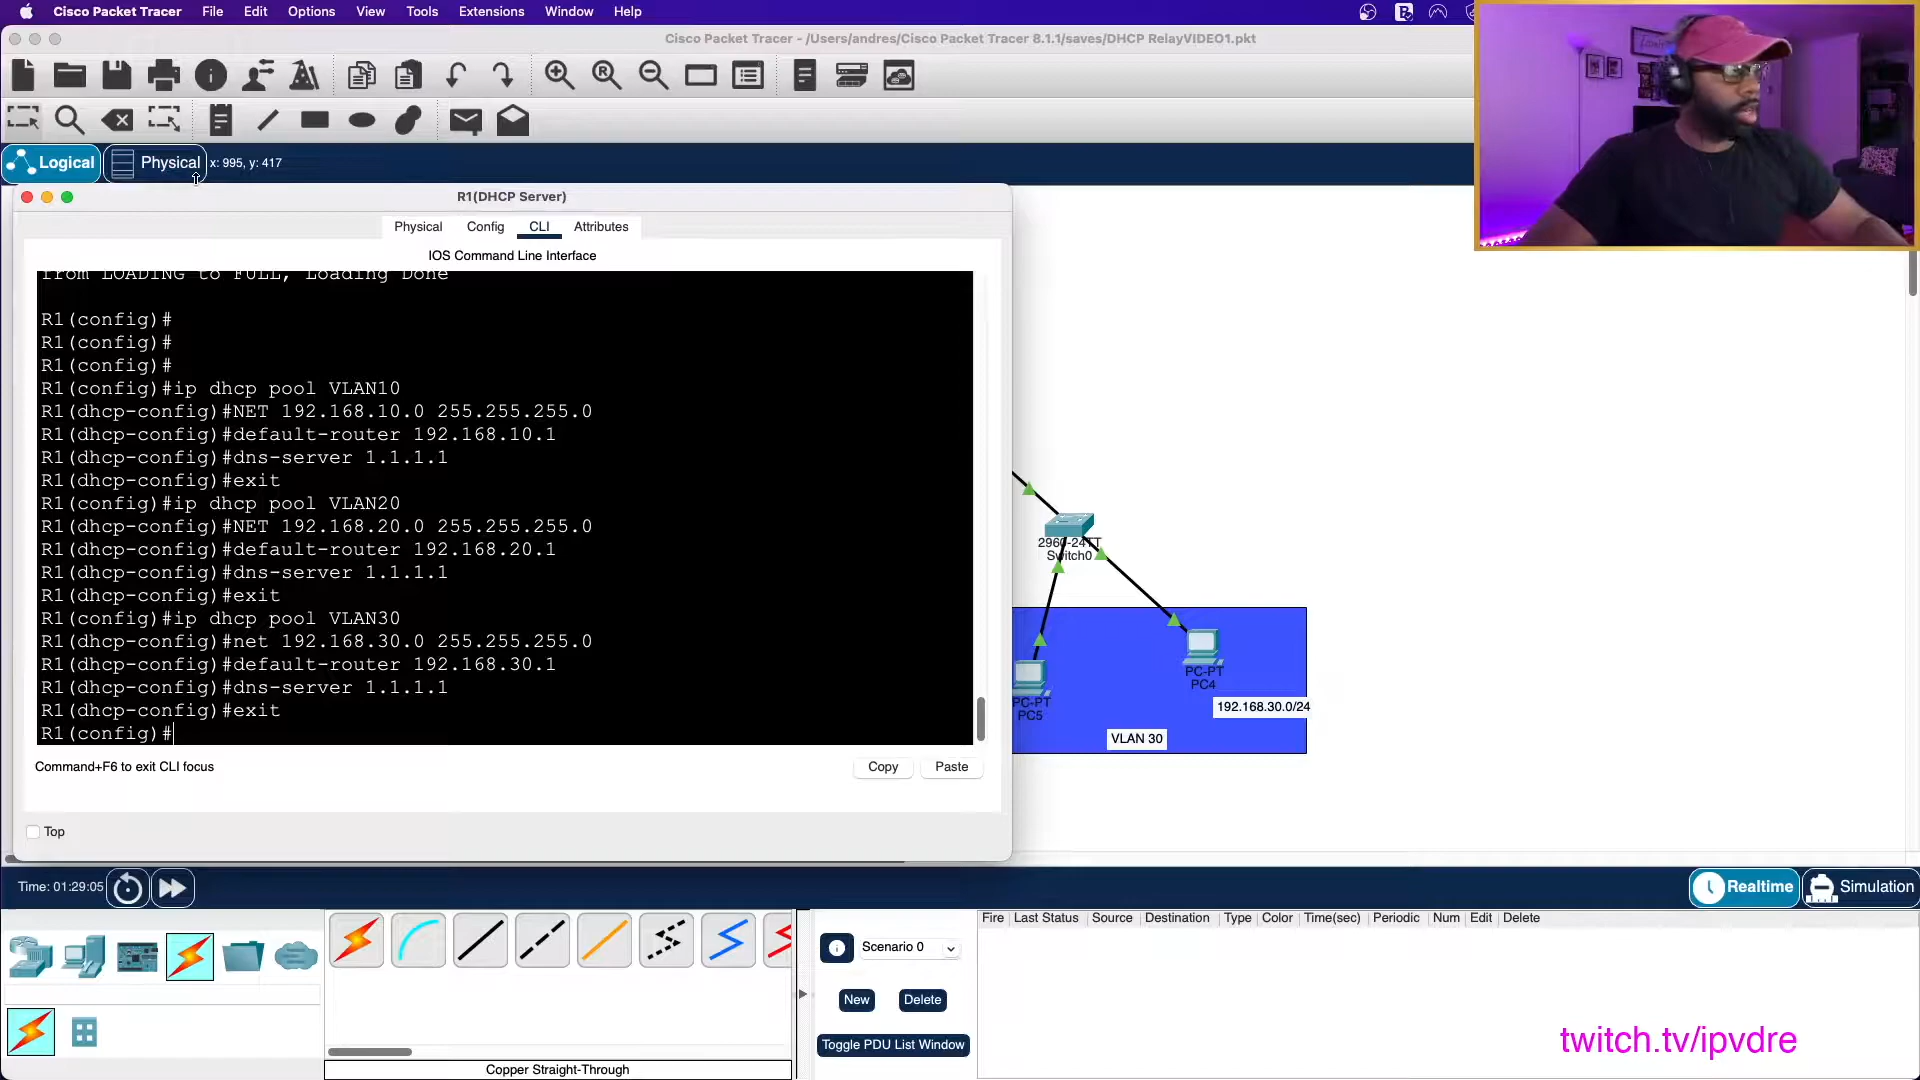 Cisco Packet Tracer File Edit Options View Tools Extensions Window Help
Cisco Packet Tracer - /Users/andres/Cisco Packet Tracer 8.1.1/saves/DHCP RelayVIDEO1.pkt
Logical Physical x: 995, y: 417
R1(DHCP Server)
Physical Config CLI Attributes
IOS Command Line Interface
from LOADING to FULL, Loading Done
R1(config)#
R1(config)#
R1(config)#
R1(config)#ip dhcp pool VLAN10
R1(dhcp-config)#NET 192.168.10.0 255.255.255.0
R1(dhcp-config)#default-router 192.168.10.1
R1(dhcp-config)#dns-server 1.1.1.1
R1(dhcp-config)#exit
R1(config)#ip dhcp pool VLAN20
R1(dhcp-config)#NET 192.168.20.0 255.255.255.0
R1(dhcp-config)#default-router 192.168.20.1
R1(dhcp-config)#dns-server 1.1.1.1
R1(dhcp-config)#exit
R1(config)#ip dhcp pool VLAN30
R1(dhcp-config)#net 192.168.30.0 255.255.255.0
R1(dhcp-config)#default-router 192.168.30.1
R1(dhcp-config)#dns-server 1.1.1.1
R1(dhcp-config)#exit
R1(config)#
Command+F6 to exit CLI focus
Copy Paste
Top
2960-24TT
Switch0
PC-PT
PC4
PC-PT
PC5
192.168.30.0/24
VLAN 30
Time: 01:29:05
Realtime Simulation
Scenario 0
New Delete
Toggle PDU List Window
Fire Last Status Source Destination Type Color Time(sec) Periodic Num Edit Delete
Copper Straight-Through
twitch.tv/ipvdre